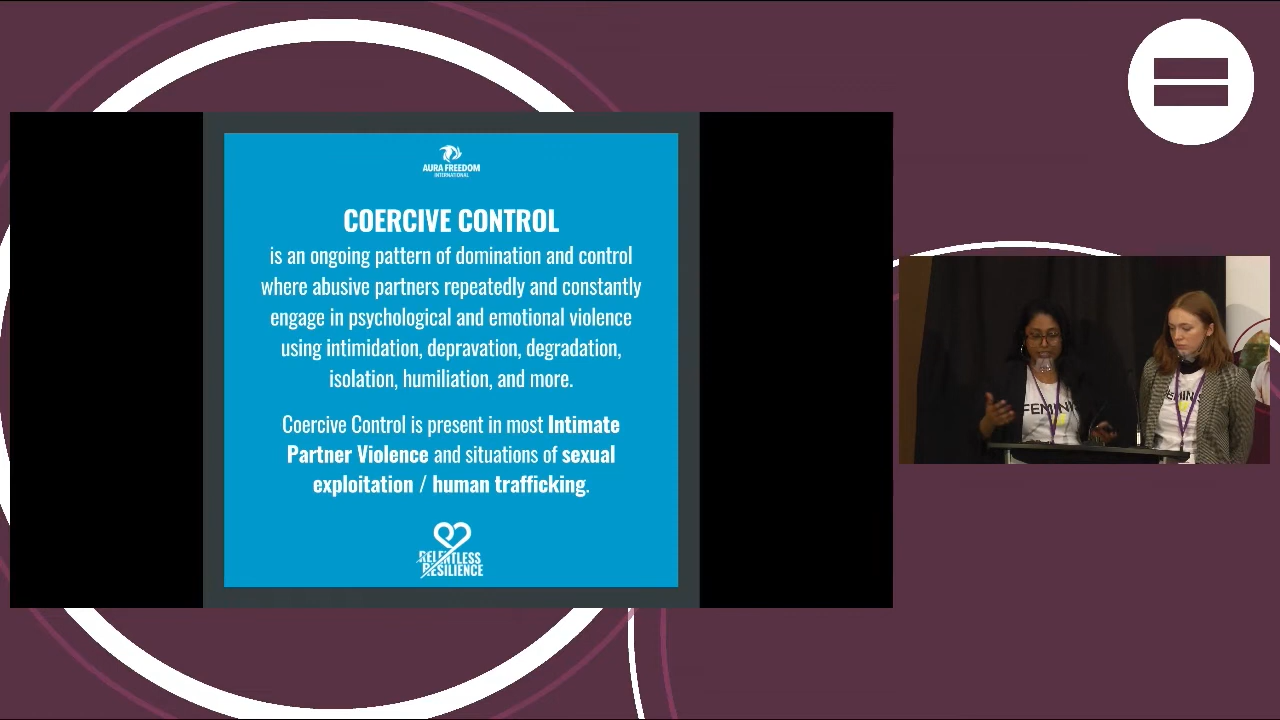 AURA FREEDOM
INTERNATIONAL
COERCIVE CONTROL
is an ongoing pattern of domination and control
where abusive partners repeatedly and constantly
engage in psychological and emotional violence
using intimidation, depravation, degradation,
isolation, humiliation, and more.
Coercive Control is present in most Intimate
Partner Violence and situations of sexual
exploitation / human trafficking.
RELENTLESS
RESILIENCE
FEMINI
EMINIS